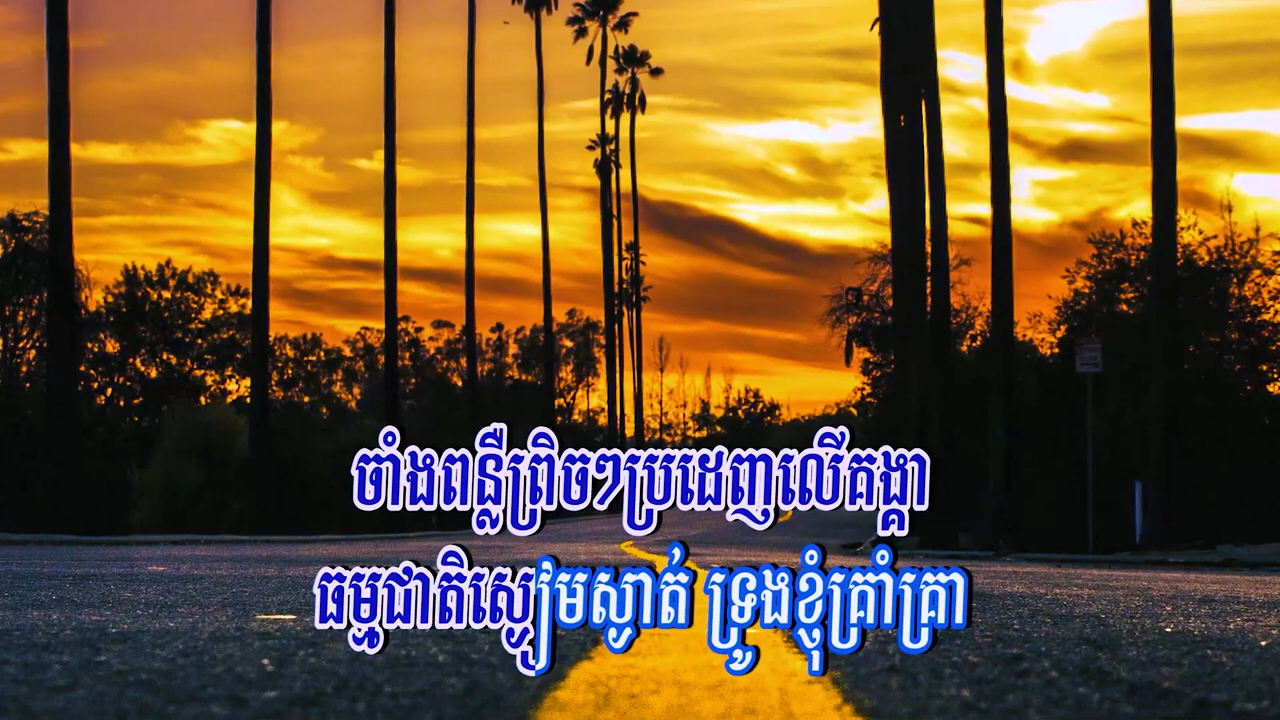 ចាំងពន្លឺព្រិចៗប្រដេញលើគង្គា
ធម្មជាតិស្ងៀមស្ងាត់ ទ្រូងខ្ញុំគ្រាំគ្រា